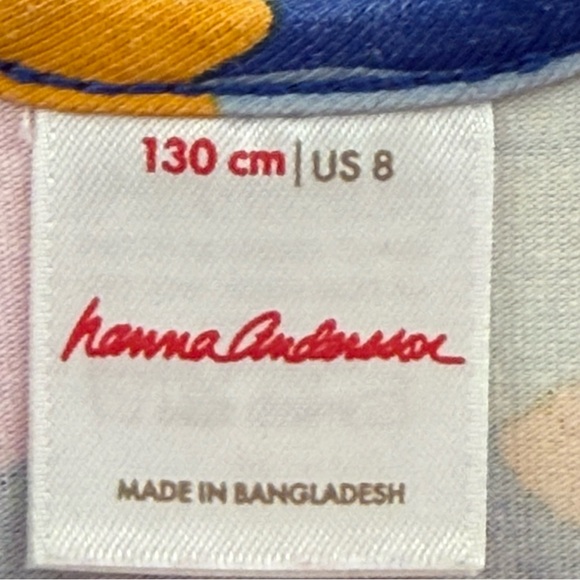 130 cm | US 8
hanna Andersson
MADE IN BANGLADESH